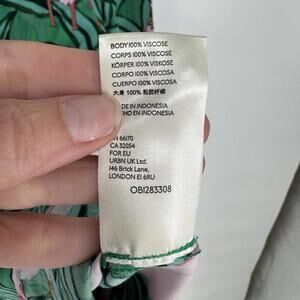 BODY 100% VISCOSE
CORPS 100% VISCOSE
KÖRPER 100% VISKOSE
CORPO 100% VISCOSA
CUERPO 100% VISCOSA
大身 100% 粘胶纤维
DE IN INDONESIA
HO EN INDONESIA
N 66170
CA 32054
FOR EU
URBN UK Ltd.
146 Brick Lane,
LONDON E1 6RU
OB1283308